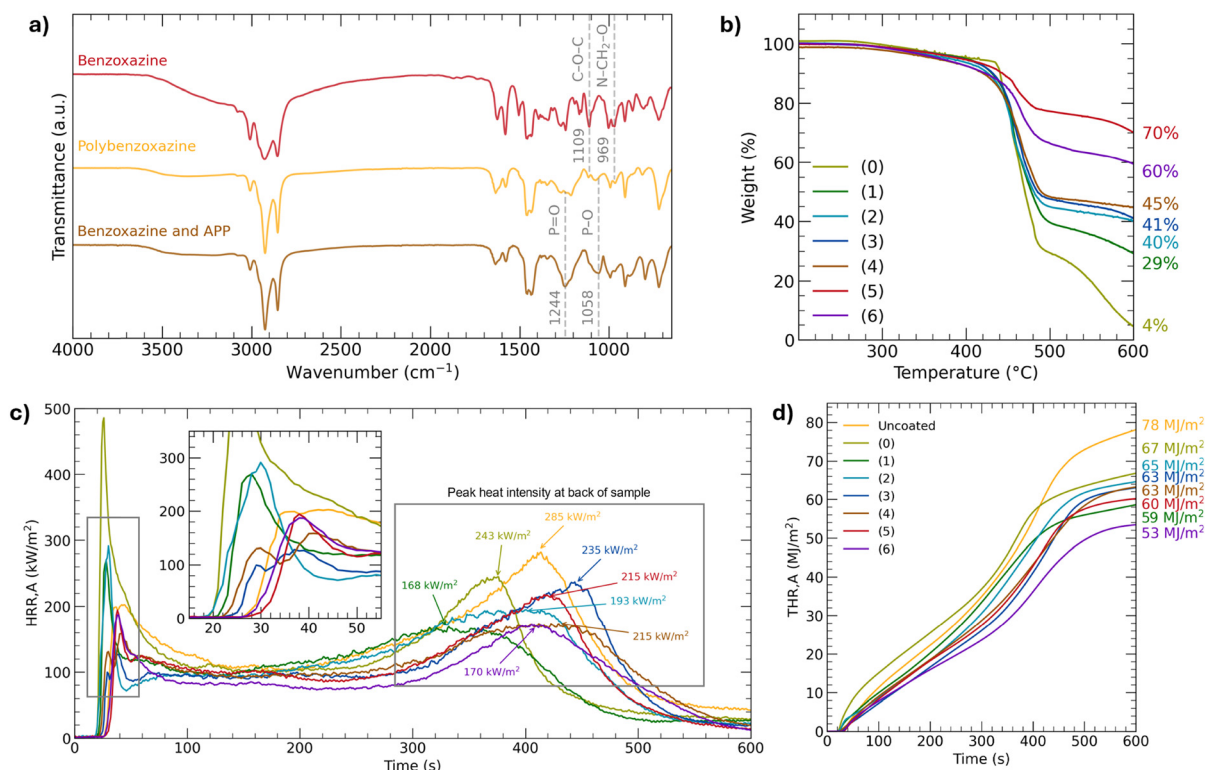 a)
Benzoxazine
Polybenzoxazine
Benzoxazine and APP
C–O–C
N–CH2–O
1109
969
P=O
P–O
1244
1058
Transmittance (a.u.)
4000 3000 2000 1500 1000
Wavenumber (cm−1)
b)
100
80
60
40
20
0
Weight (%)
(0)
(1)
(2)
(3)
(4)
(5)
(6)
70%
60%
45%
41%
40%
29%
4%
300 400 500 600
Temperature (°C)
c)
500
400
300
200
100
0
HRR,A (kW/m2)
300
200
100
0
20 30 40 50
Peak heat intensity at back of sample
285 kW/m2
243 kW/m2
235 kW/m2
168 kW/m2
215 kW/m2
193 kW/m2
215 kW/m2
170 kW/m2
0 100 200 300 400 500 600
Time (s)
d)
80
70
60
50
40
30
20
10
0
THR,A (MJ/m2)
Uncoated
(0)
(1)
(2)
(3)
(4)
(5)
(6)
78 MJ/m2
67 MJ/m2
65 MJ/m2
63 MJ/m2
63 MJ/m2
60 MJ/m2
59 MJ/m2
53 MJ/m2
0 100 200 300 400 500 600
Time (s)